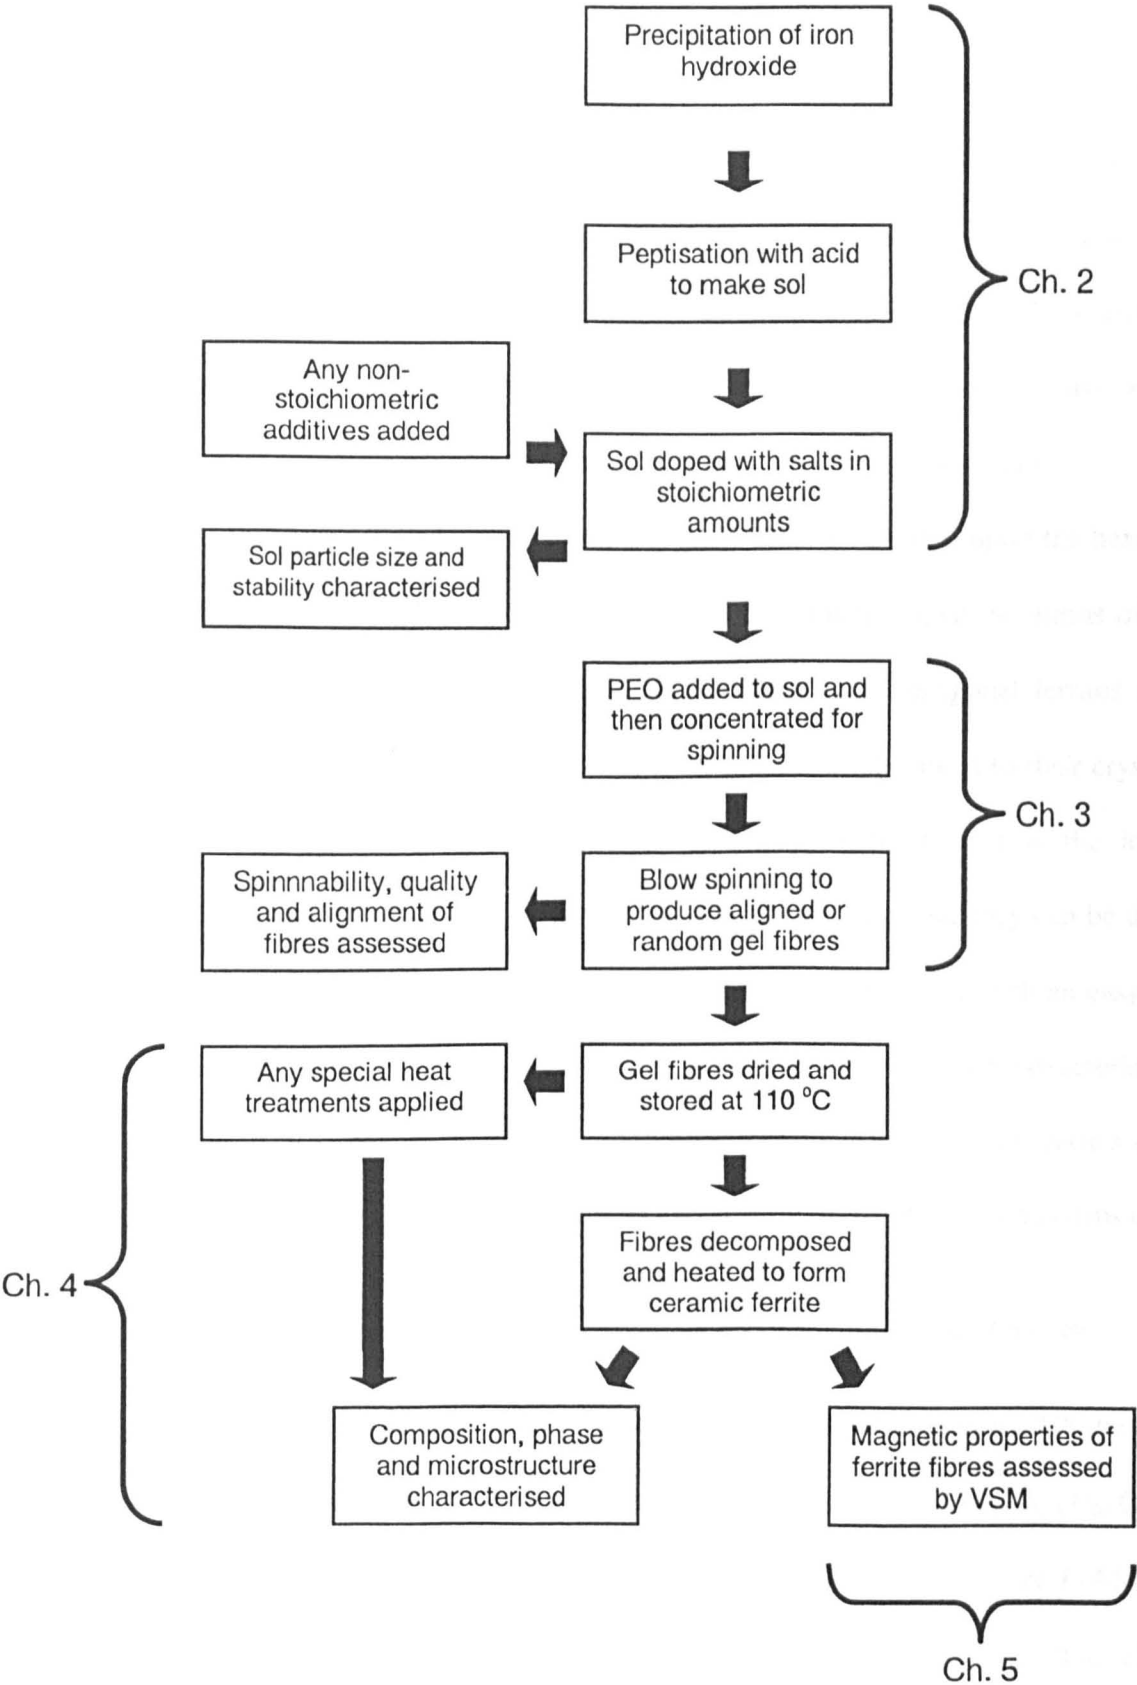 Precipitation of iron
hydroxide
Peptisation with acid
to make sol
Ch. 2
Any non-
stoichiometric
additives added
Sol doped with salts in
stoichiometric
amounts
Sol particle size and
stability characterised
PEO added to sol and
then concentrated for
spinning
Ch. 3
Spinnnability, quality
and alignment of
fibres assessed
Blow spinning to
produce aligned or
random gel fibres
Any special heat
treatments applied
Gel fibres dried and
stored at 110 °C
Ch. 4
Fibres decomposed
and heated to form
ceramic ferrite
Composition, phase
and microstructure
characterised
Magnetic properties of
ferrite fibres assessed
by VSM
Ch. 5